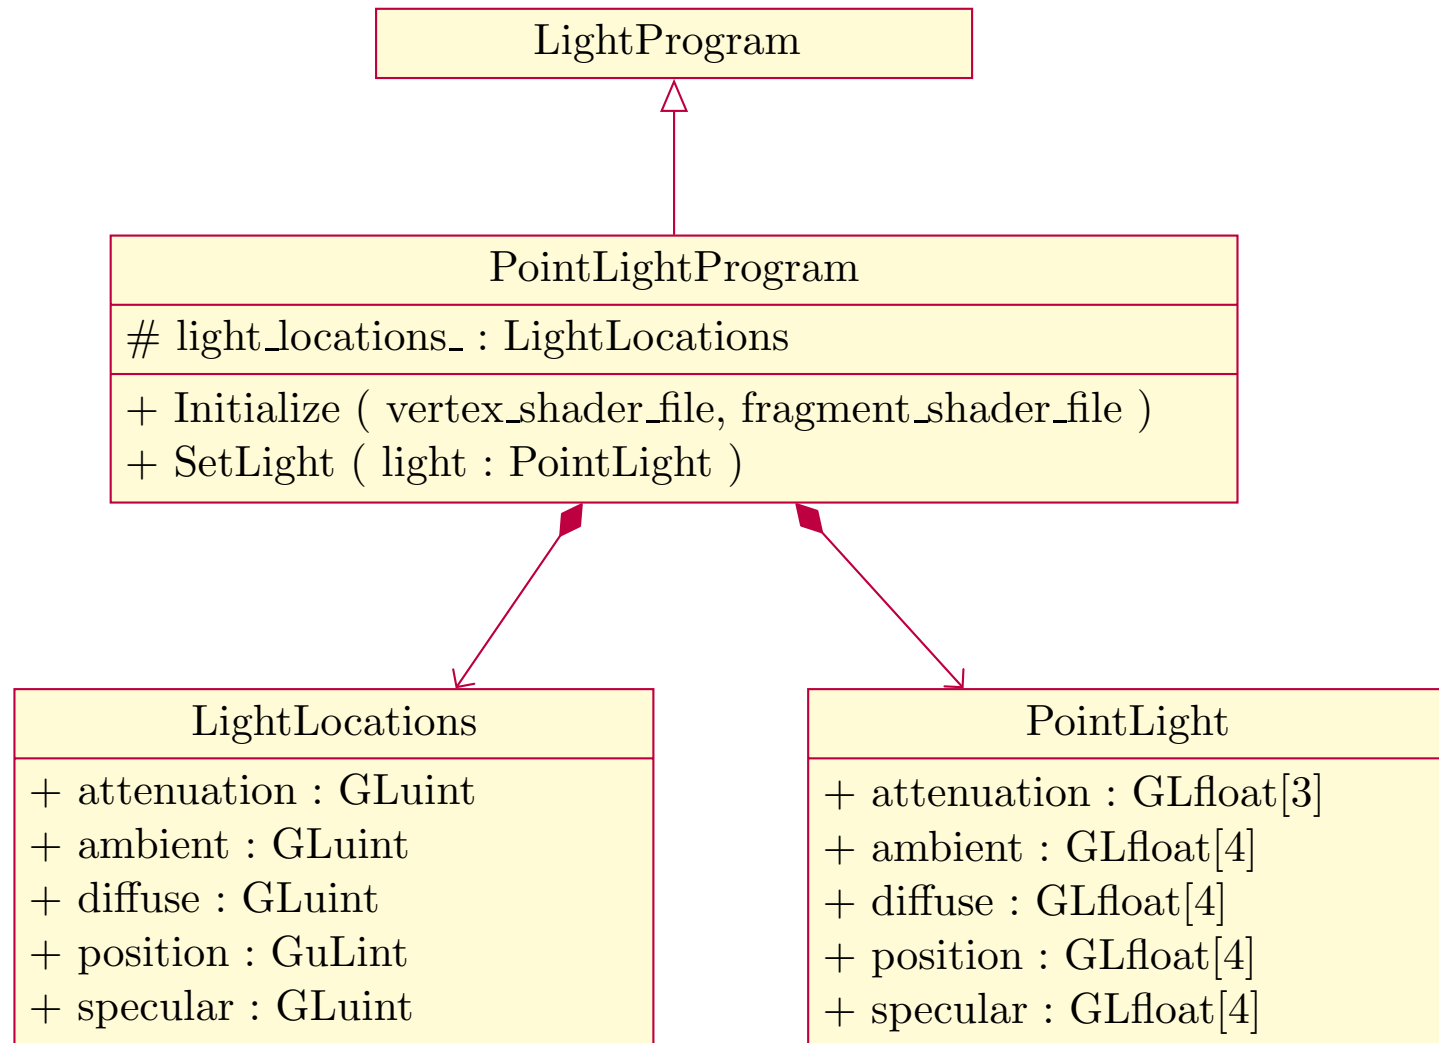 LightProgram
PointLightProgram
# light_locations_ : LightLocations
+ Initialize ( vertex_shader_file, fragment_shader_file )
+ SetLight ( light : PointLight )
LightLocations
+ attenuation : GLuint
+ ambient : GLuint
+ diffuse : GLuint
+ position : GuLint
+ specular : GLuint
PointLight
+ attenuation : GLfloat[3]
+ ambient : GLfloat[4]
+ diffuse : GLfloat[4]
+ position : GLfloat[4]
+ specular : GLfloat[4]